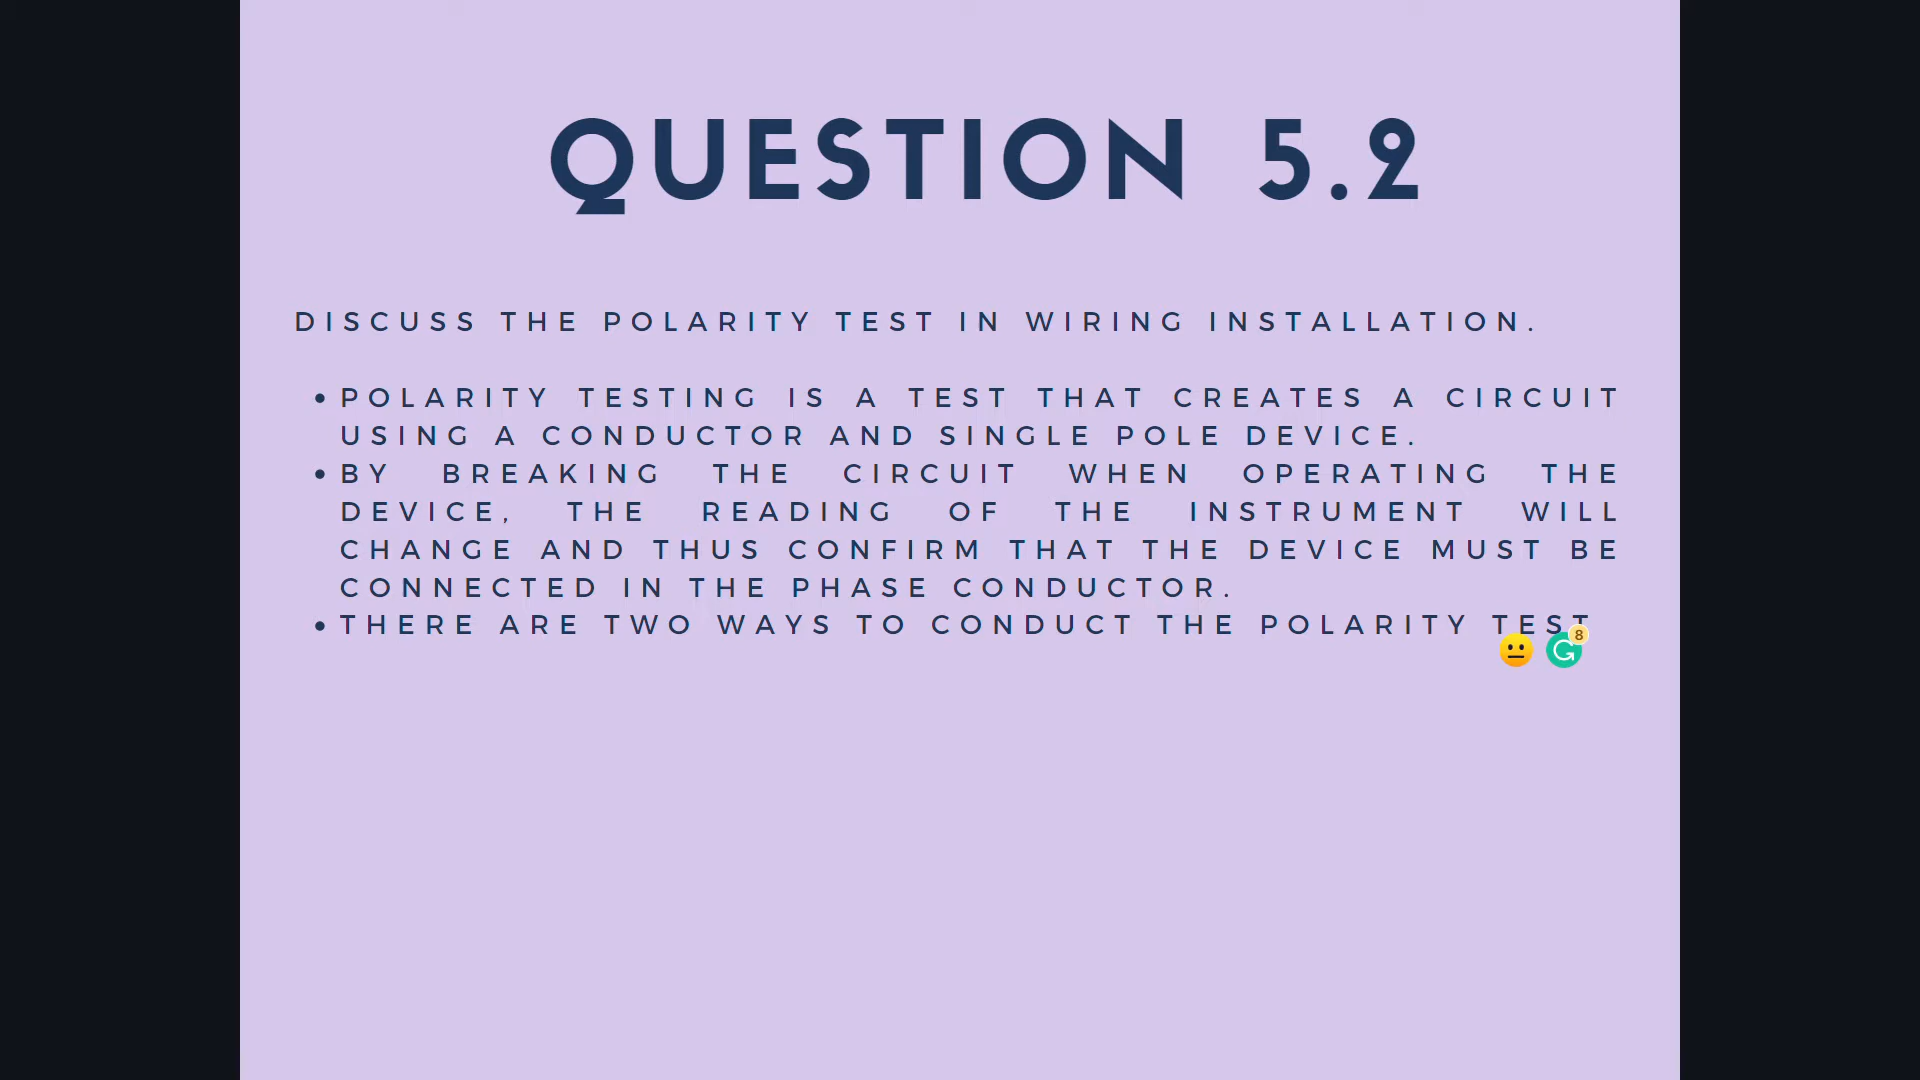 QUESTION 5.2
DISCUSS THE POLARITY TEST IN WIRING INSTALLATION.
• POLARITY TESTING IS A TEST THAT CREATES A CIRCUIT
USING A CONDUCTOR AND SINGLE POLE DEVICE.
• BY BREAKING THE CIRCUIT WHEN OPERATING THE
DEVICE, THE READING OF THE INSTRUMENT WILL
CHANGE AND THUS CONFIRM THAT THE DEVICE MUST BE
CONNECTED IN THE PHASE CONDUCTOR.
• THERE ARE TWO WAYS TO CONDUCT THE POLARITY TEST
8